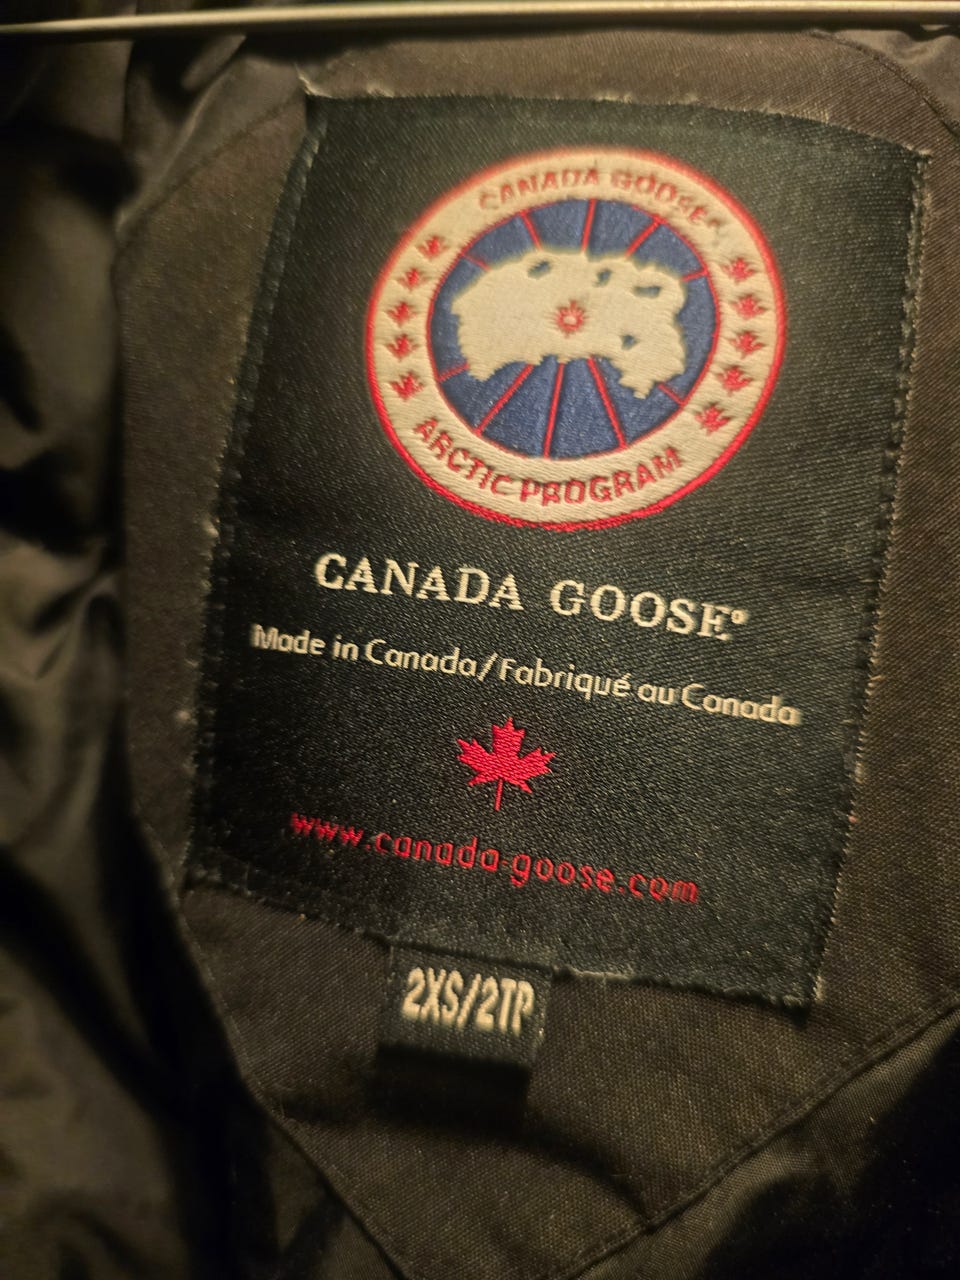 CANADA GOOSE®
ARCTIC PROGRAM
CANADA GOOSE®
Made in Canada/Fabriqué au Canada
www.canada-goose.com
2XS/2TP